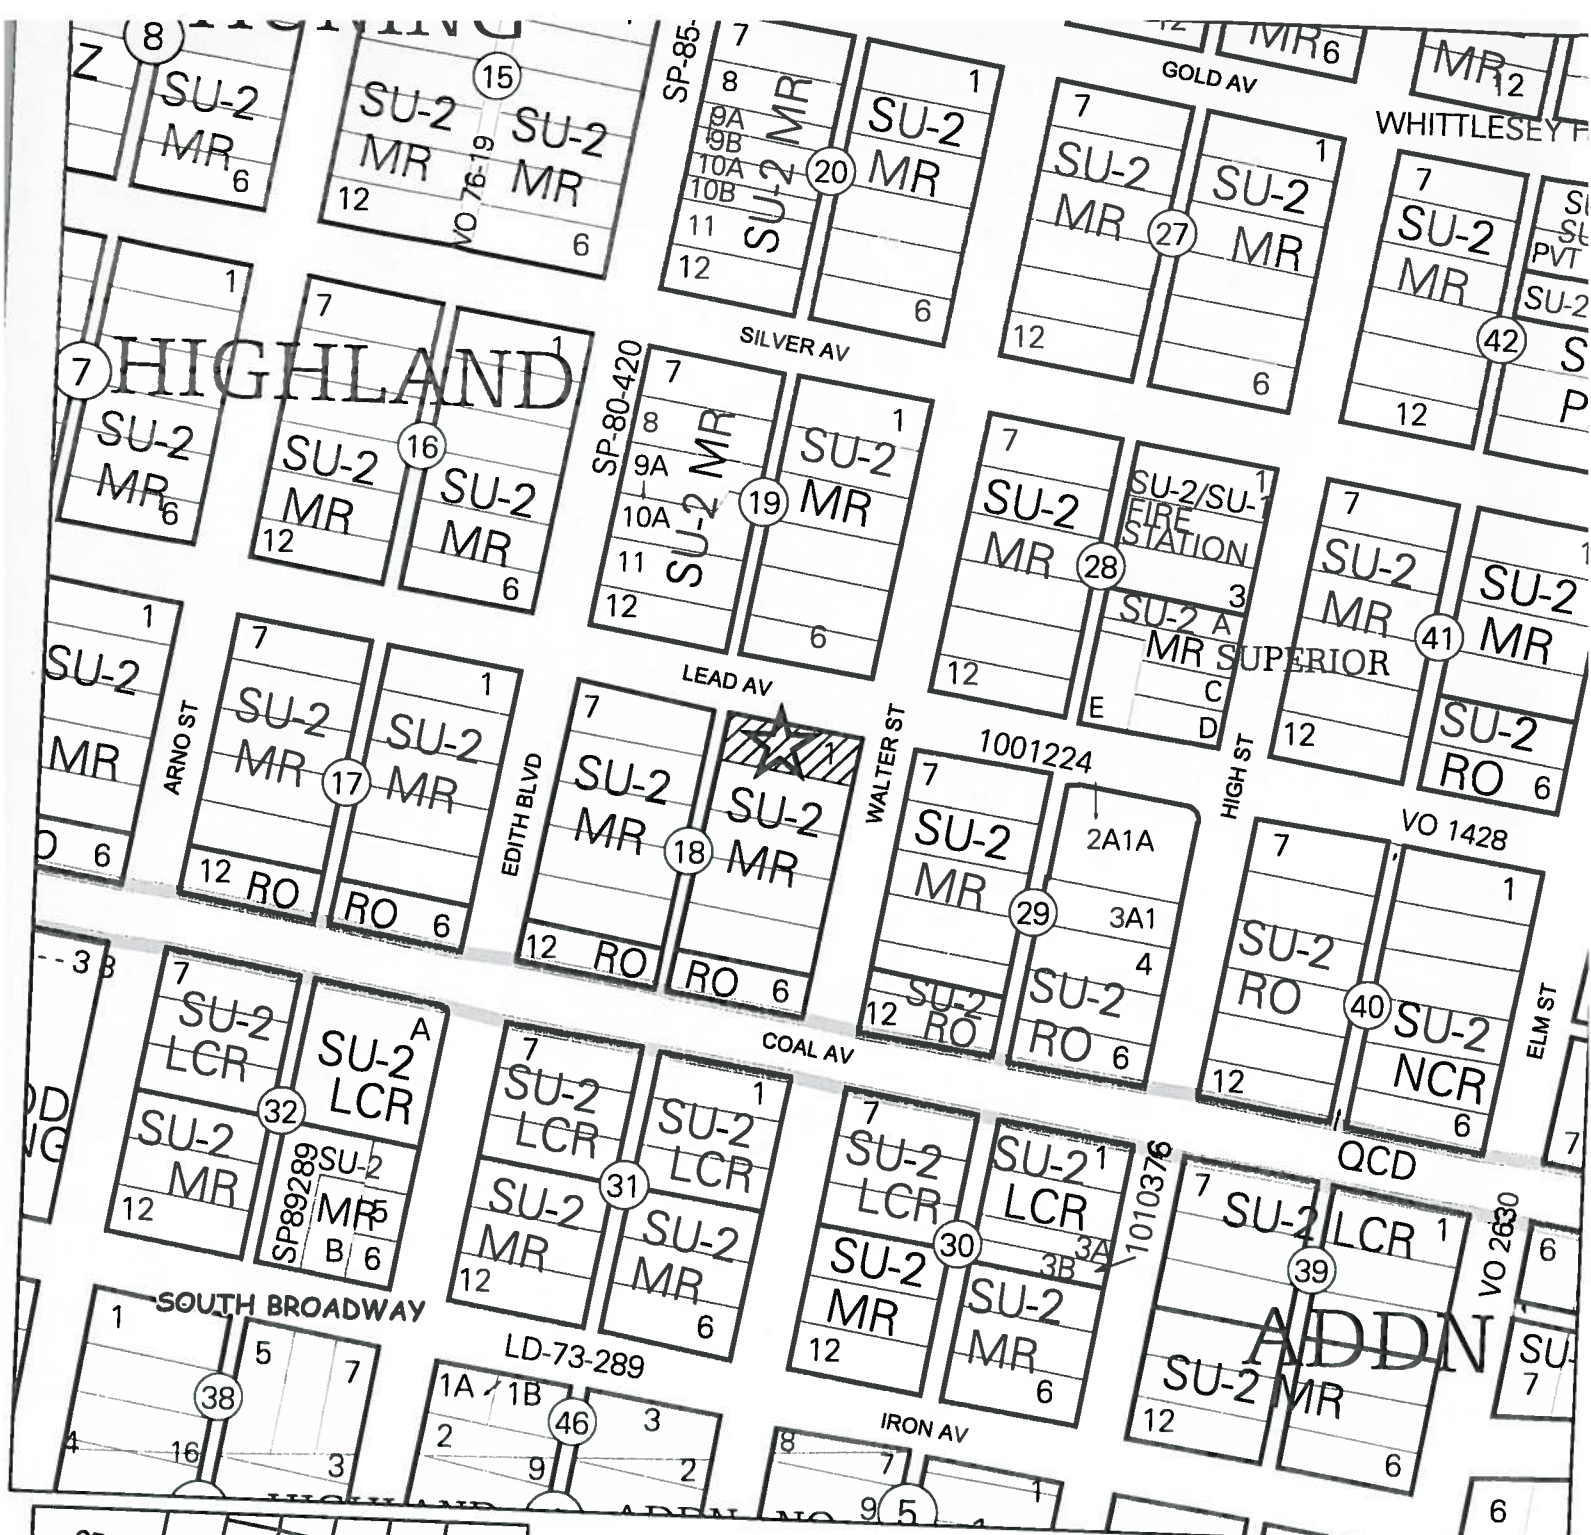 8
15
SP-85-
7
1
12
MR 6
MR 12
GOLD AV
WHITTLESEY
Z
SU-2
MR
6
SU-2
MR
12
VO 76-19
SU-2
MR
6
8
9A
9B
10A
10B
11
12
SU-2 MR
20
SU-2
MR
6
7
SU-2
MR
12
27
1
SU-2
MR
6
7
SU-2
MR
12
42
PVT
SU-2
S
P
SILVER AV
HIGHLAND
7
1
SU-2
MR
6
7
SU-2
MR
12
16
1
SU-2
MR
6
SP-80-420
7
8
9A
10A
11
12
SU-2 MR
19
1
SU-2
MR
6
7
SU-2
MR
12
28
1
SU-2/SU-1
FIRE
STATION
3
SU-2 A
MR
C
D
E
SUPERIOR
7
SU-2
MR
12
41
1
SU-2
MR
SU-2
RO 6
LEAD AV
1
SU-2
MR
O 6
ARNO ST
7
SU-2
MR
12 RO
17
1
SU-2
MR
RO 6
EDITH BLVD
7
SU-2
MR
12 RO
18
1
SU-2
MR
RO 6
WALTER ST
1001224
7
SU-2
MR
SU-2
12 RO
29
2A1A
3A1
4
SU-2
RO 6
HIGH ST
VO 1428
7
SU-2
RO
12
40
1
SU-2
NCR
6
ELM ST
COAL AV
QCD
--3 B
7
SU-2
LCR
SU-2
MR
12
32
A
SU-2
LCR
SP89289
SU-2
MR 5
B 6
7
SU-2
LCR
SU-2
MR
12
31
1
SU-2
LCR
SU-2
MR
6
7
SU-2
LCR
SU-2
MR
12
30
SU-2 1
LCR
3A
3B
1010376
SU-2
MR
6
7
SU-2 LCR 1
39
ADDN
SU-2 MR
12
6
VO 2630
6
SU-
7
7
SOUTH BROADWAY
LD-73-289
IRON AV
1
38
5
7
4
16
3
1A
1B
46
3
2
9
2
8
7
9
5
1
6
HIGHLAND ADDN NO